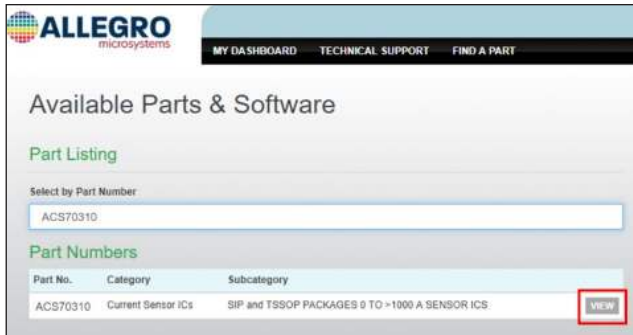 ALLEGRO
microsystems
MY DASHBOARD TECHNICAL SUPPORT FIND A PART
Available Parts & Software
Part Listing
Select by Part Number
ACS70310
Part Numbers
Part No. Category Subcategory
ACS70310 Current Sensor ICs SIP and TSSOP PACKAGES 0 TO >1000 A SENSOR ICS VIEW